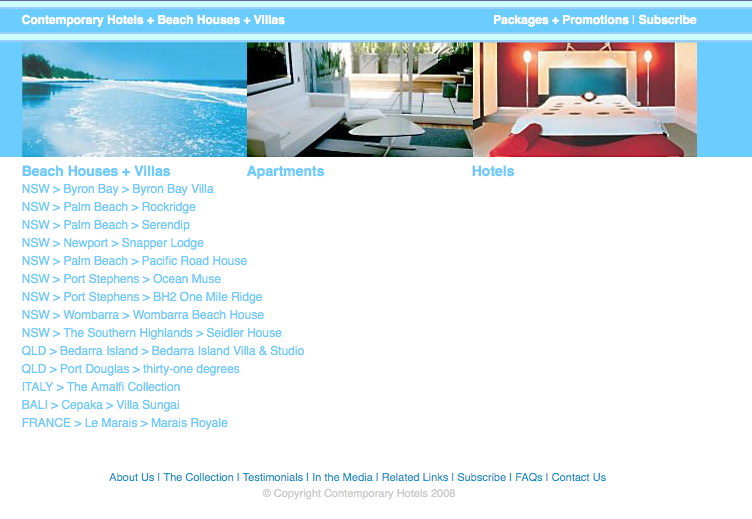 Contemporary Hotels + Beach Houses + Villas
Packages + Promotions | Subscribe
Beach Houses + Villas
Apartments
Hotels
NSW > Byron Bay > Byron Bay Villa
NSW > Palm Beach > Rockridge
NSW > Palm Beach > Serendip
NSW > Newport > Snapper Lodge
NSW > Palm Beach > Pacific Road House
NSW > Port Stephens > Ocean Muse
NSW > Port Stephens > BH2 One Mile Ridge
NSW > Wombarra > Wombarra Beach House
NSW > The Southern Highlands > Seidler House
QLD > Bedarra Island > Bedarra Island Villa & Studio
QLD > Port Douglas > thirty-one degrees
ITALY > The Amalfi Collection
BALI > Cepaka > Villa Sungai
FRANCE > Le Marais > Marais Royale
About Us | The Collection | Testimonials | In the Media | Related Links | Subscribe | FAQs | Contact Us
© Copyright Contemporary Hotels 2008